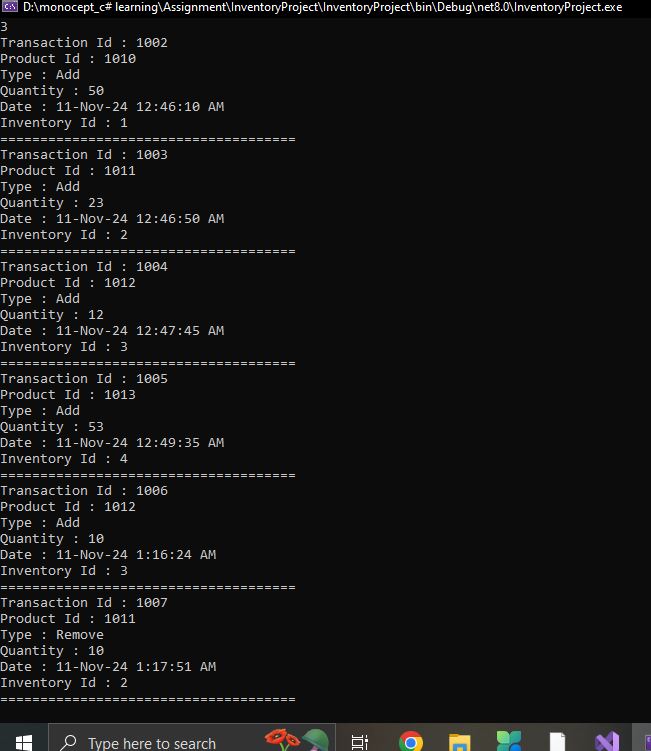 D:\monocept_c# learning\Assignment\InventoryProject\InventoryProject\bin\Debug\net8.0\InventoryProject.exe
3
Transaction Id : 1002
Product Id : 1010
Type : Add
Quantity : 50
Date : 11-Nov-24 12:46:10 AM
Inventory Id : 1
=====================================
Transaction Id : 1003
Product Id : 1011
Type : Add
Quantity : 23
Date : 11-Nov-24 12:46:50 AM
Inventory Id : 2
=====================================
Transaction Id : 1004
Product Id : 1012
Type : Add
Quantity : 12
Date : 11-Nov-24 12:47:45 AM
Inventory Id : 3
=====================================
Transaction Id : 1005
Product Id : 1013
Type : Add
Quantity : 53
Date : 11-Nov-24 12:49:35 AM
Inventory Id : 4
=====================================
Transaction Id : 1006
Product Id : 1012
Type : Add
Quantity : 10
Date : 11-Nov-24 1:16:24 AM
Inventory Id : 3
=====================================
Transaction Id : 1007
Product Id : 1011
Type : Remove
Quantity : 10
Date : 11-Nov-24 1:17:51 AM
Inventory Id : 2
=====================================
Type here to search